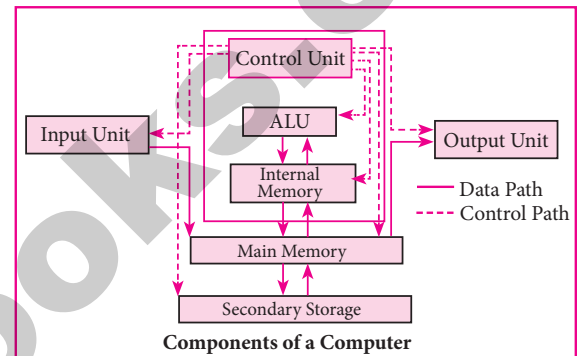 Control Unit
ALU
Input Unit
Output Unit
Internal
Memory
Data Path
Control Path
Main Memory
Secondary Storage
Components of a Computer